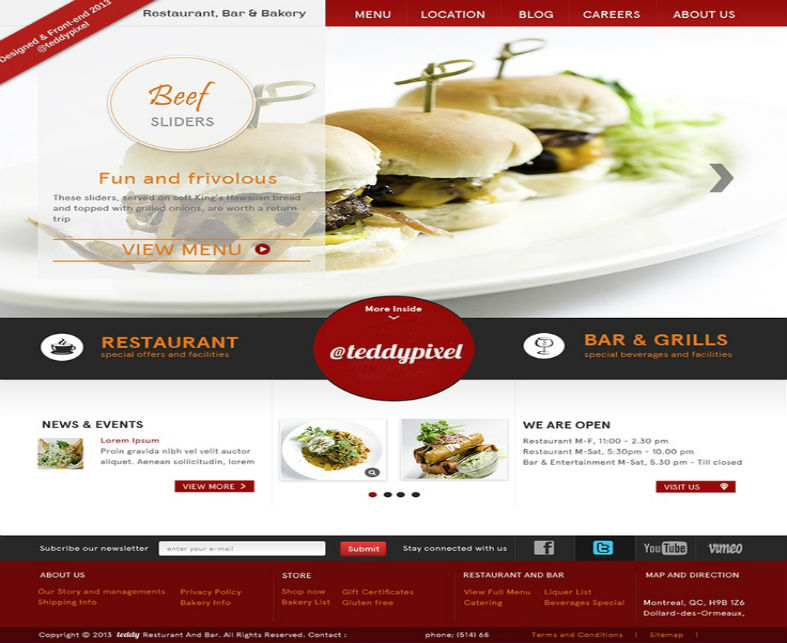 Designed & Front-end 2013
@teddypixel
Restaurant, Bar & Bakery
MENU LOCATION BLOG CAREERS ABOUT US
Beef
SLIDERS
Fun and frivolous
These sliders, served on soft King's Hawaiian bread
and topped with grilled onions, are worth a return
trip
VIEW MENU
More Inside
@teddypixel
RESTAURANT
special offers and facilities
BAR & GRILLS
special beverages and facilities
NEWS & EVENTS
Lorem Ipsum
Proin gravida nibh vel velit auctor
aliquet. Aenean sollicitudin, lorem
VIEW MORE >
WE ARE OPEN
Restaurant M-F, 11:00 - 2.30 pm
Restaurant M-Sat, 5:30pm - 10.00 pm
Bar & Entertainment M-Sat, 5.30 pm - Till closed
VISIT US
Subcribe our newsletter enter your e-mail Submit Stay connected with us f YouTube vimeo
ABOUT US
Our Story and managements Privacy Policy
Shipping Info Bakery Info
STORE
Shop now Gift Certificates
Bakery List Gluten free
RESTAURANT AND BAR
View Full Menu Liquer List
Catering Beverages Special
MAP AND DIRECTION
Montreal, QC, H9B 1Z6
Dollard-des-Ormeaux,
Copyright © 2013 teddy Resturant And Bar. All Rights Reserved. Contact : phone; (514) 68 Terms and Conditions | Sitemap |